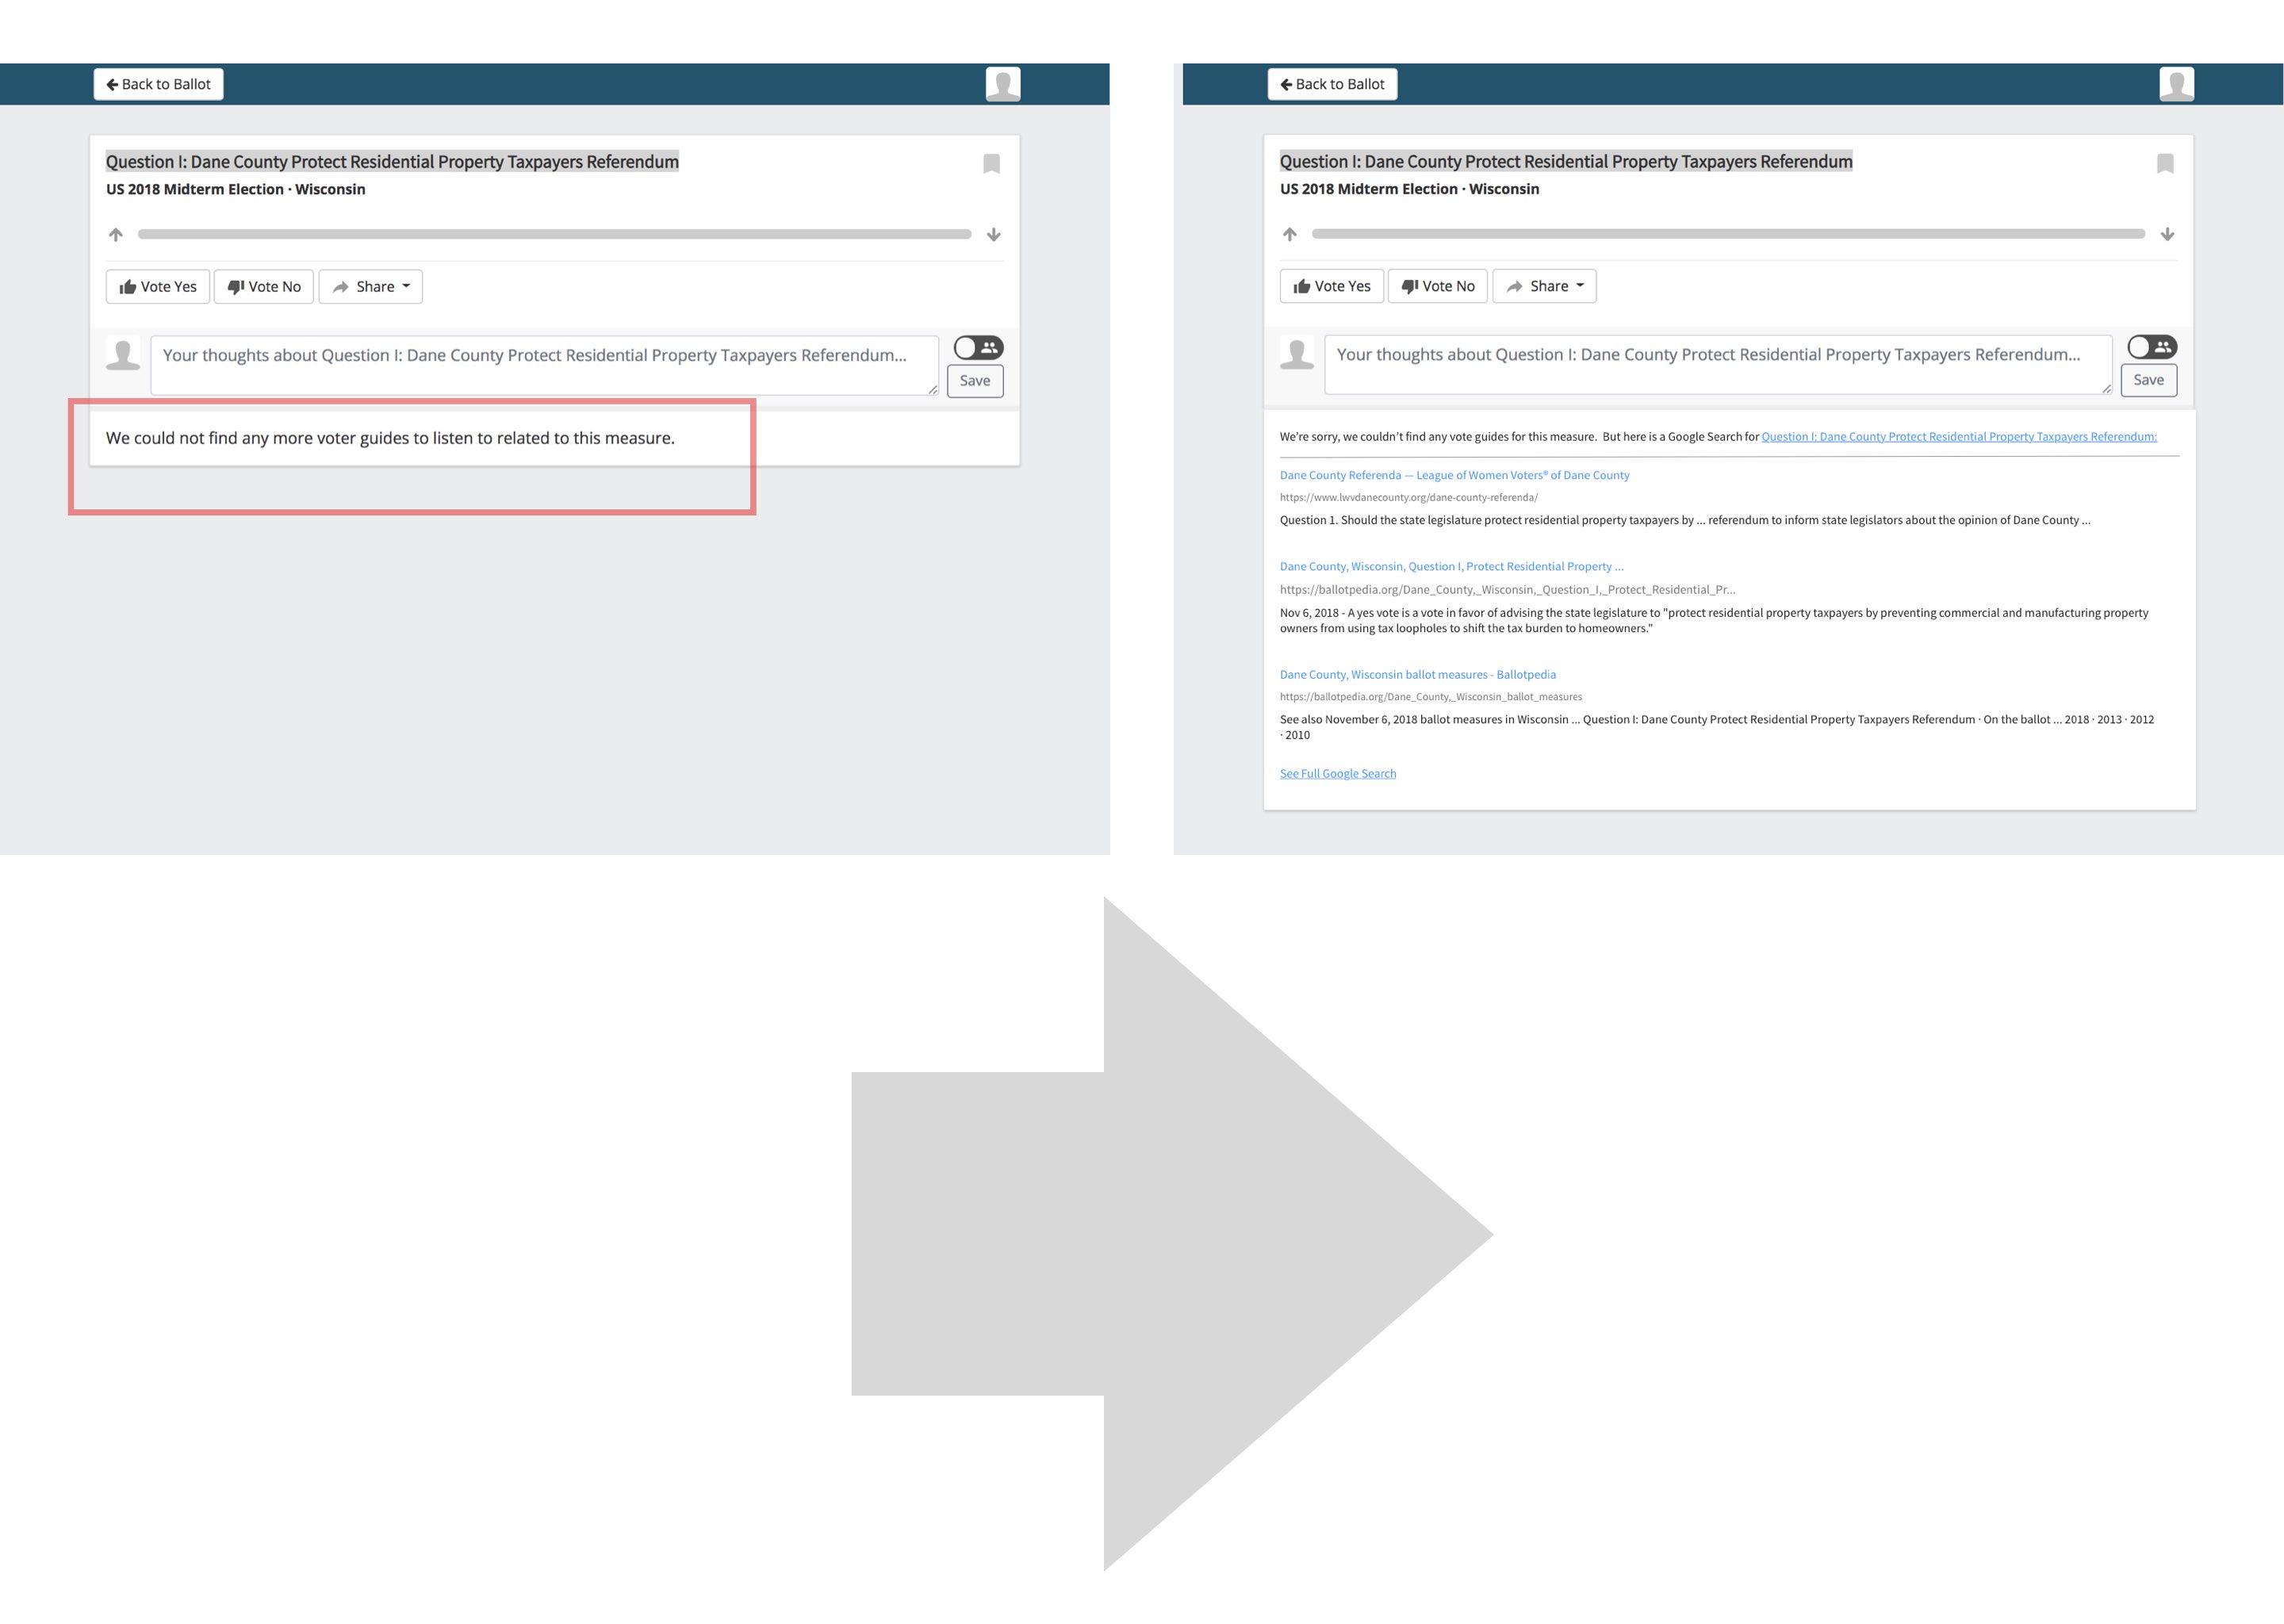 Back to Ballot
Question I: Dane County Protect Residential Property Taxpayers Referendum
US 2018 Midterm Election · Wisconsin
Vote Yes
Vote No
Share
Your thoughts about Question I: Dane County Protect Residential Property Taxpayers Referendum...
Save
We could not find any more voter guides to listen to related to this measure.
Back to Ballot
Question I: Dane County Protect Residential Property Taxpayers Referendum
US 2018 Midterm Election · Wisconsin
Vote Yes
Vote No
Share
Your thoughts about Question I: Dane County Protect Residential Property Taxpayers Referendum...
Save
We're sorry, we couldn't find any vote guides for this measure.  But here is a Google Search for Question I: Dane County Protect Residential Property Taxpayers Referendum:
Dane County Referenda — League of Women Voters® of Dane County
https://www.lwvdanecounty.org/dane-county-referenda/
Question 1. Should the state legislature protect residential property taxpayers by ... referendum to inform state legislators about the opinion of Dane County ...
Dane County, Wisconsin, Question I, Protect Residential Property ...
https://ballotpedia.org/Dane_County,_Wisconsin,_Question_I,_Protect_Residential_Pr...
Nov 6, 2018 - A yes vote is a vote in favor of advising the state legislature to "protect residential property taxpayers by preventing commercial and manufacturing property
owners from using tax loopholes to shift the tax burden to homeowners."
Dane County, Wisconsin ballot measures - Ballotpedia
https://ballotpedia.org/Dane_County,_Wisconsin_ballot_measures
See also November 6, 2018 ballot measures in Wisconsin ... Question I: Dane County Protect Residential Property Taxpayers Referendum · On the ballot ... 2018 · 2013 · 2012
· 2010
See Full Google Search